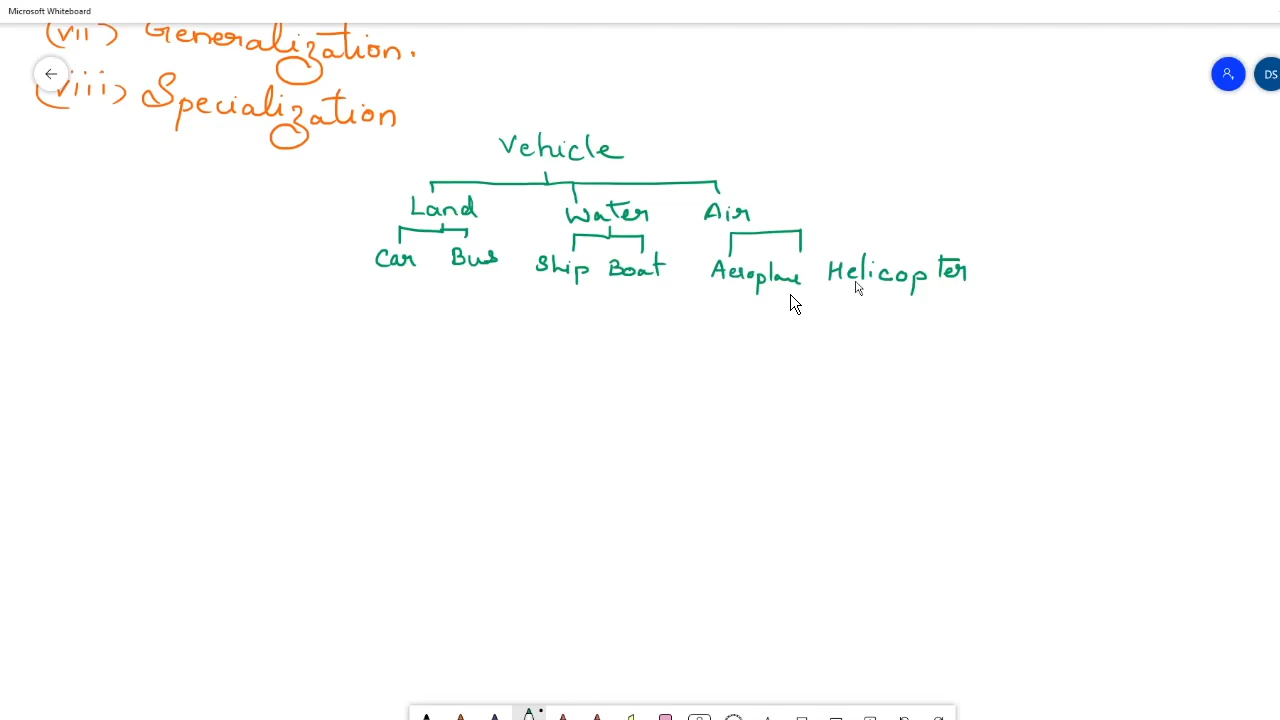 Microsoft Whiteboard
(vii) Generalization.
(viii) Specialization
DS
Vehicle
Land Water Air
Car Bus Ship Boat Aeroplane Helicopter